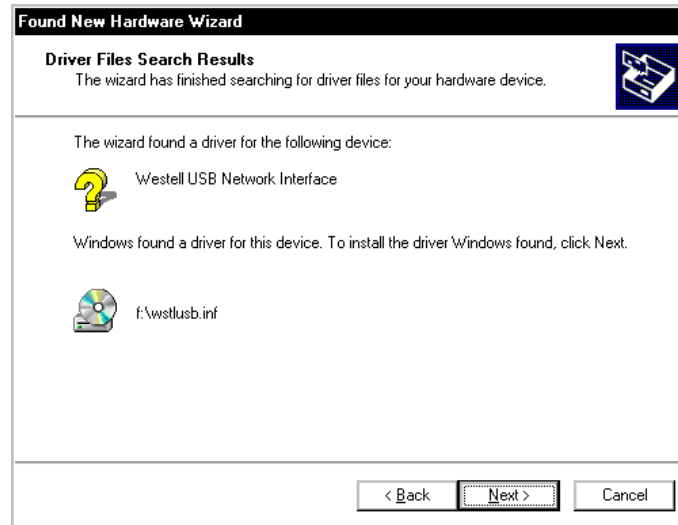 Found New Hardware Wizard
Driver Files Search Results
The wizard has finished searching for driver files for your hardware device.
The wizard found a driver for the following device:
Westell USB Network Interface
Windows found a driver for this device. To install the driver Windows found, click Next.
f:\wstlusb.inf
< Back Next > Cancel